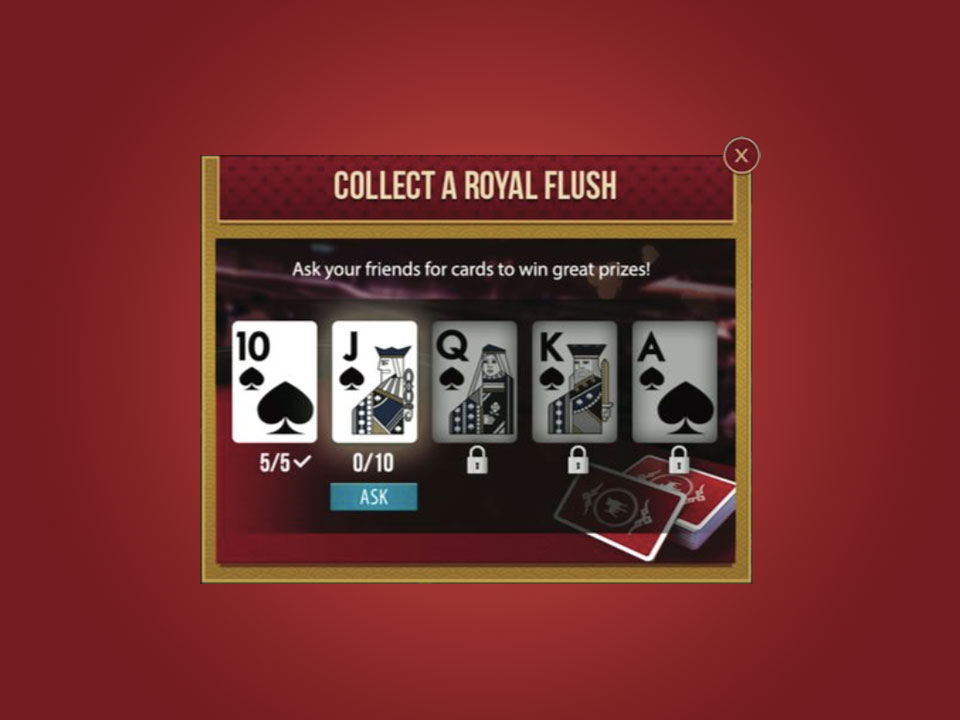 X
COLLECT A ROYAL FLUSH
Ask your friends for cards to win great prizes!
10 J Q K A
5/5 0/10
ASK